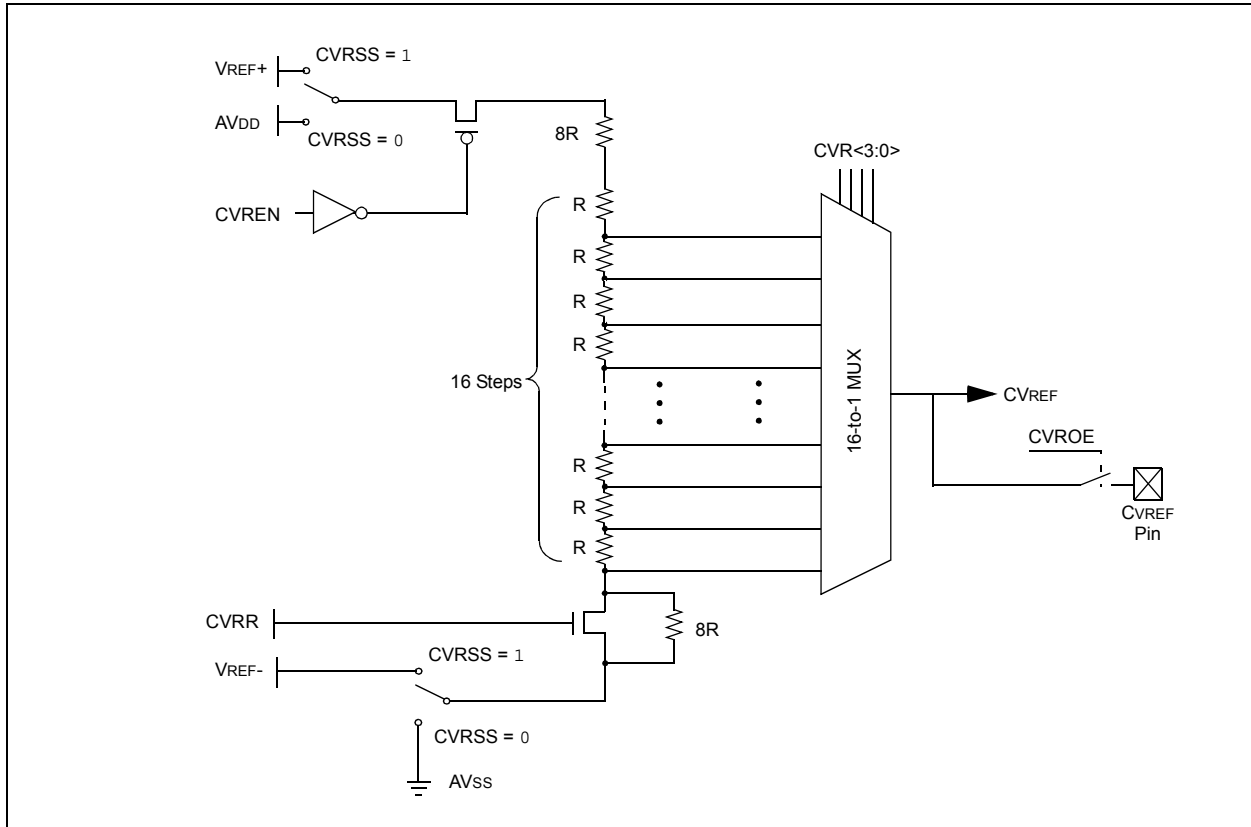 CVRSS = 1
VREF+
AVDD
CVRSS = 0
8R
CVR<3:0>
CVREN
R
R
R
R
16 Steps
16-to-1 MUX
CVREF
CVROE
R
R
R
CVREF
Pin
CVRR
8R
CVRSS = 1
VREF-
CVRSS = 0
AVSS